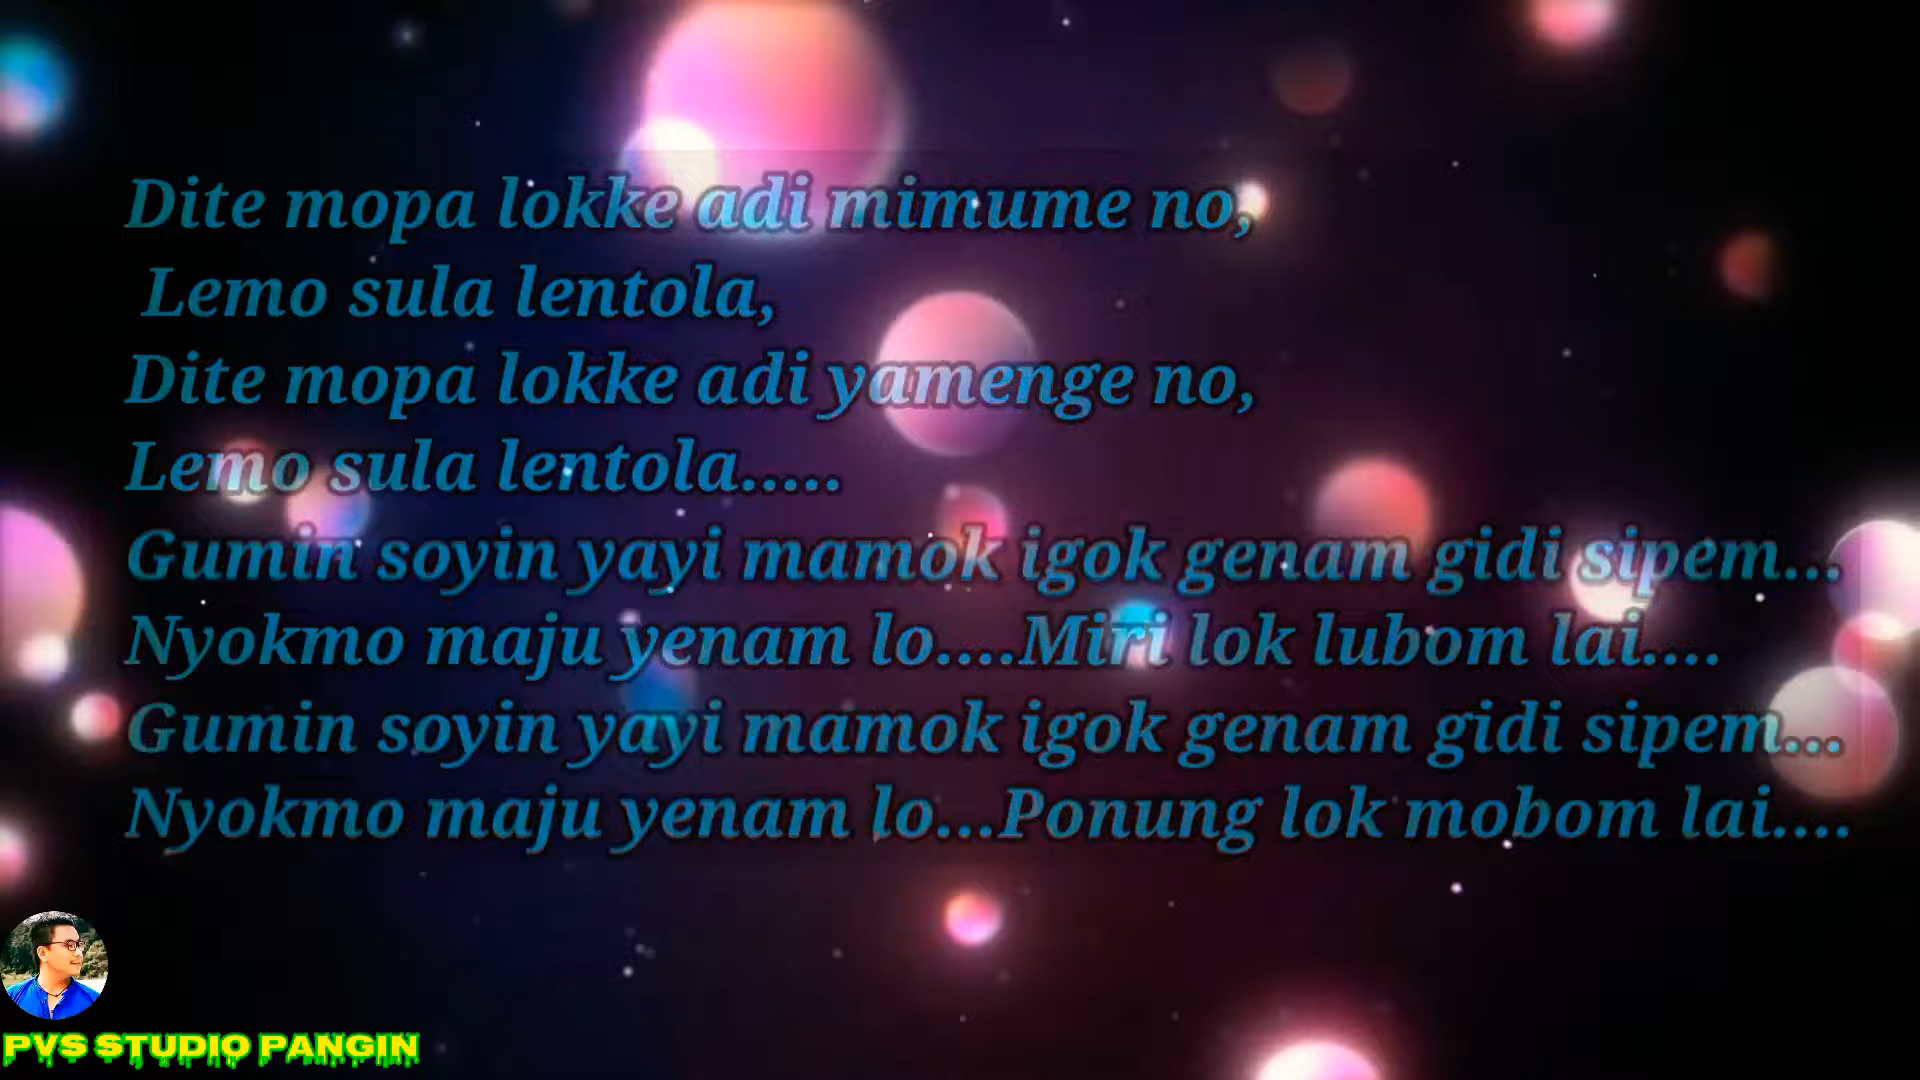 Dite mopa lokke adi mimume no,
Lemo sula lentola,
Dite mopa lokke adi yamenge no,
Lemo sula lentola.....
Gumin soyin yayi mamok igok genam gidi sipem...
Nyokmo maju yenam lo....Miri lok lubom lai....
Gumin soyin yayi mamok igok genam gidi sipem...
Nyokmo maju yenam lo...Ponung lok mobom lai....
PVS STUDIO PANGIN